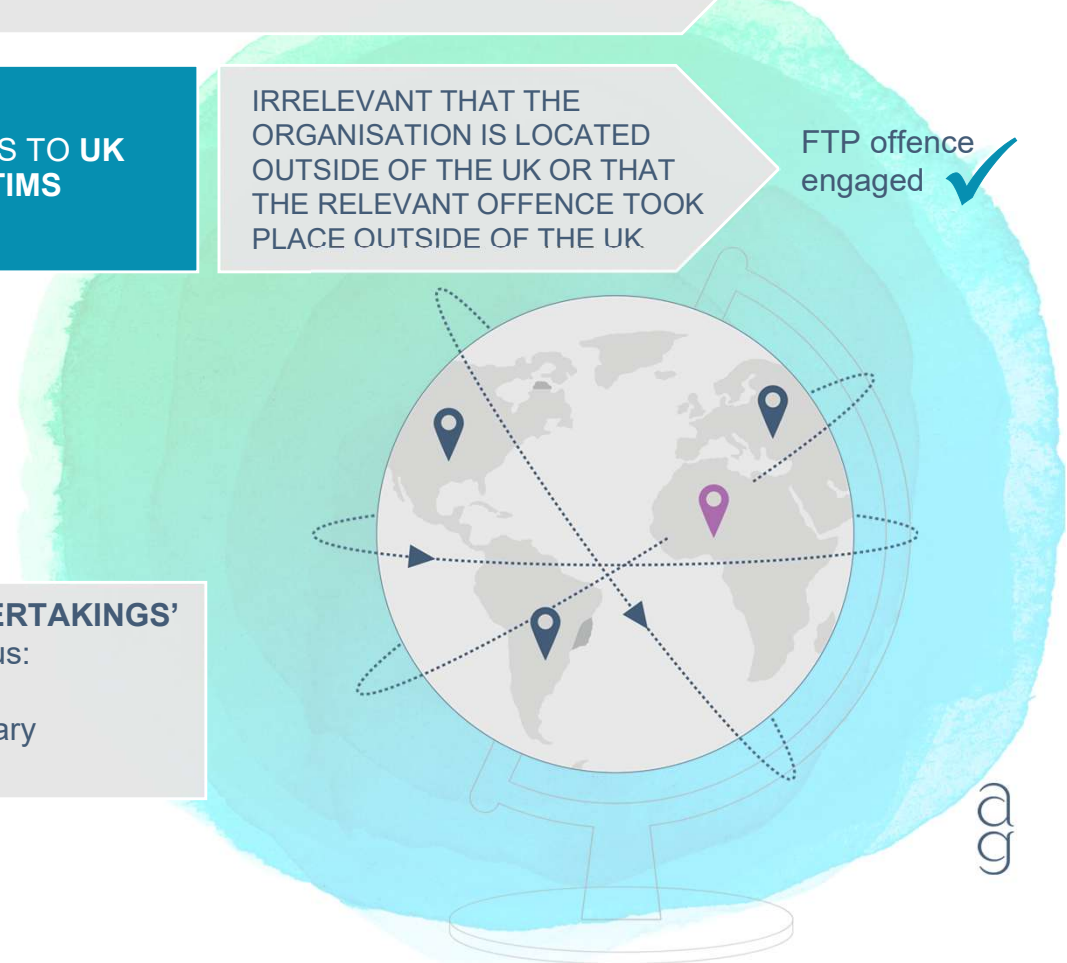 S TO UK
TIMS
IRRELEVANT THAT THE
ORGANISATION IS LOCATED
OUTSIDE OF THE UK OR THAT
THE RELEVANT OFFENCE TOOK
PLACE OUTSIDE OF THE UK
FTP offence
engaged
ERTAKINGS’
us:
ary
a
g